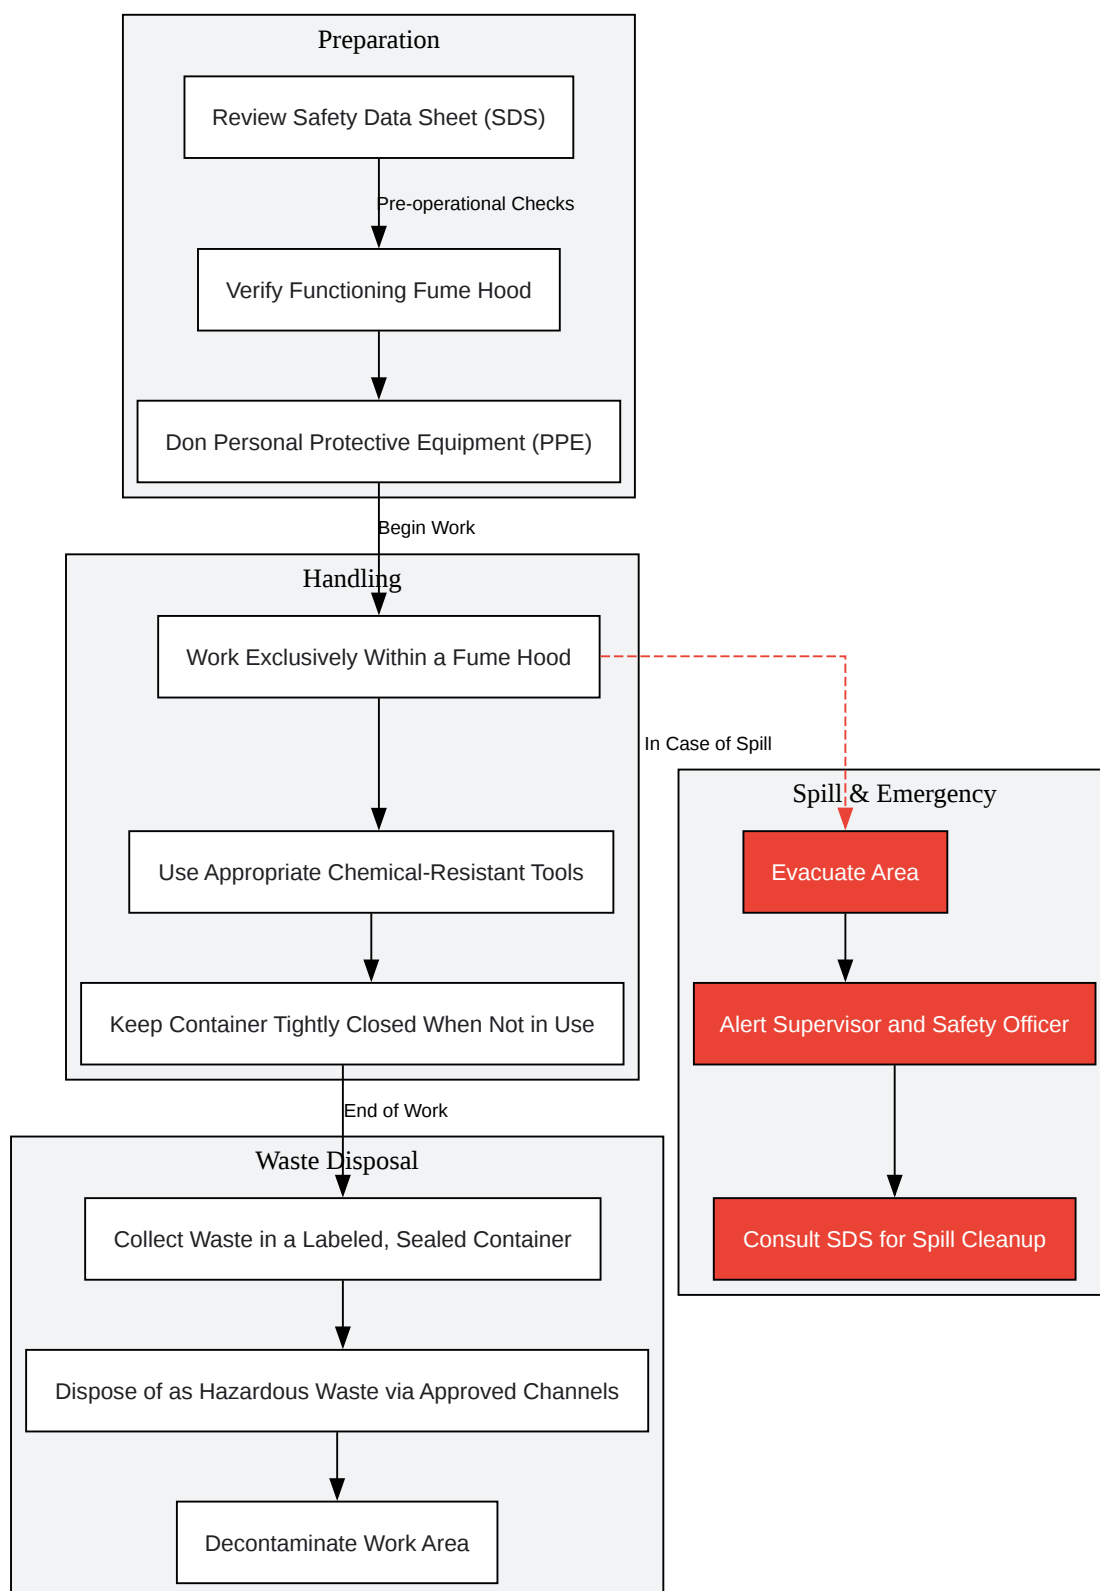 Preparation
Review Safety Data Sheet (SDS)
Pre-operational Checks
Verify Functioning Fume Hood
Don Personal Protective Equipment (PPE)
Begin Work
Handling
Work Exclusively Within a Fume Hood
In Case of Spill
Use Appropriate Chemical-Resistant Tools
Keep Container Tightly Closed When Not in Use
Spill & Emergency
Evacuate Area
Alert Supervisor and Safety Officer
Consult SDS for Spill Cleanup
End of Work
Waste Disposal
Collect Waste in a Labeled, Sealed Container
Dispose of as Hazardous Waste via Approved Channels
Decontaminate Work Area